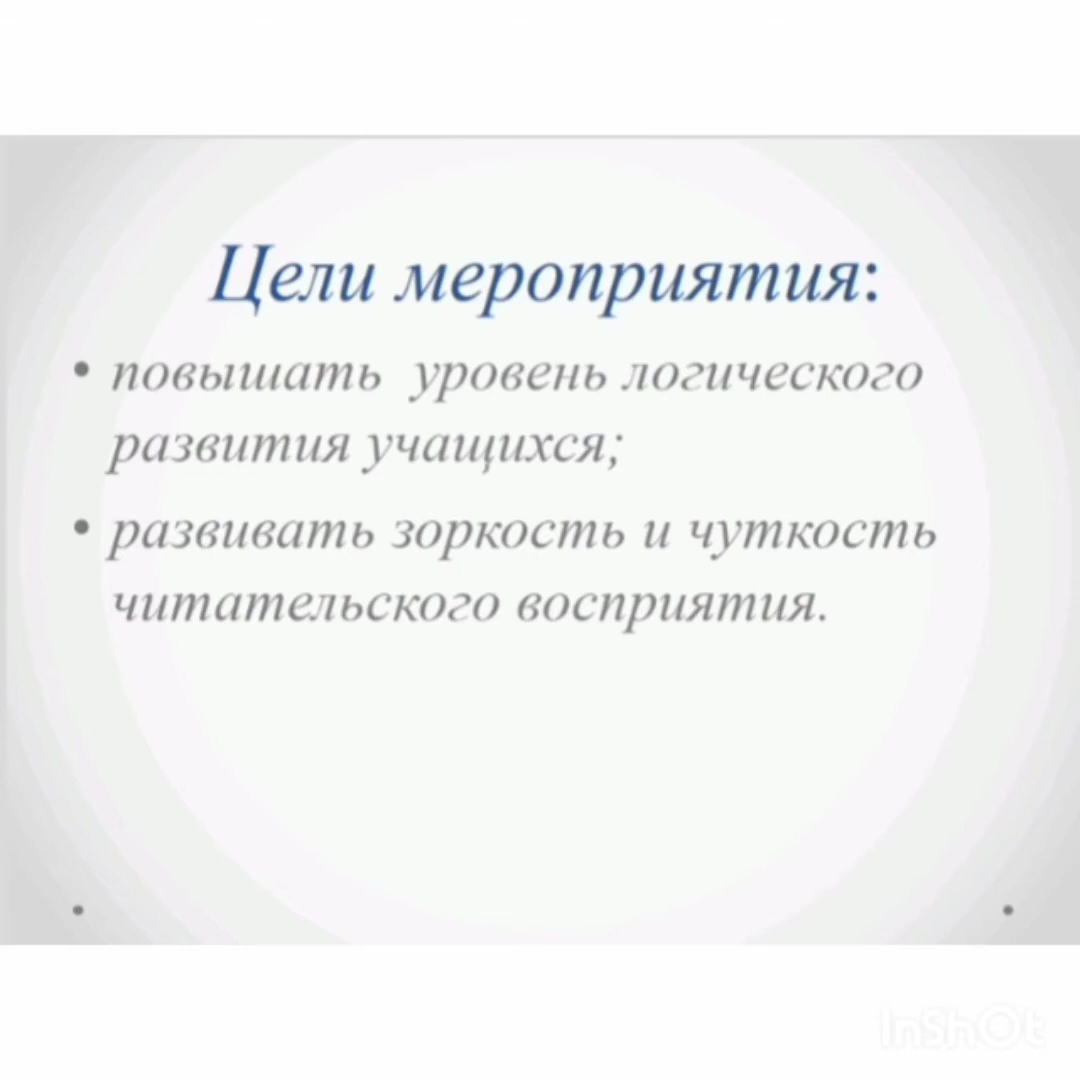 Цели мероприятия:
• повышать уровень логического
развития учащихся;
• развивать зоркость и чуткость
читательского восприятия.
InShOt